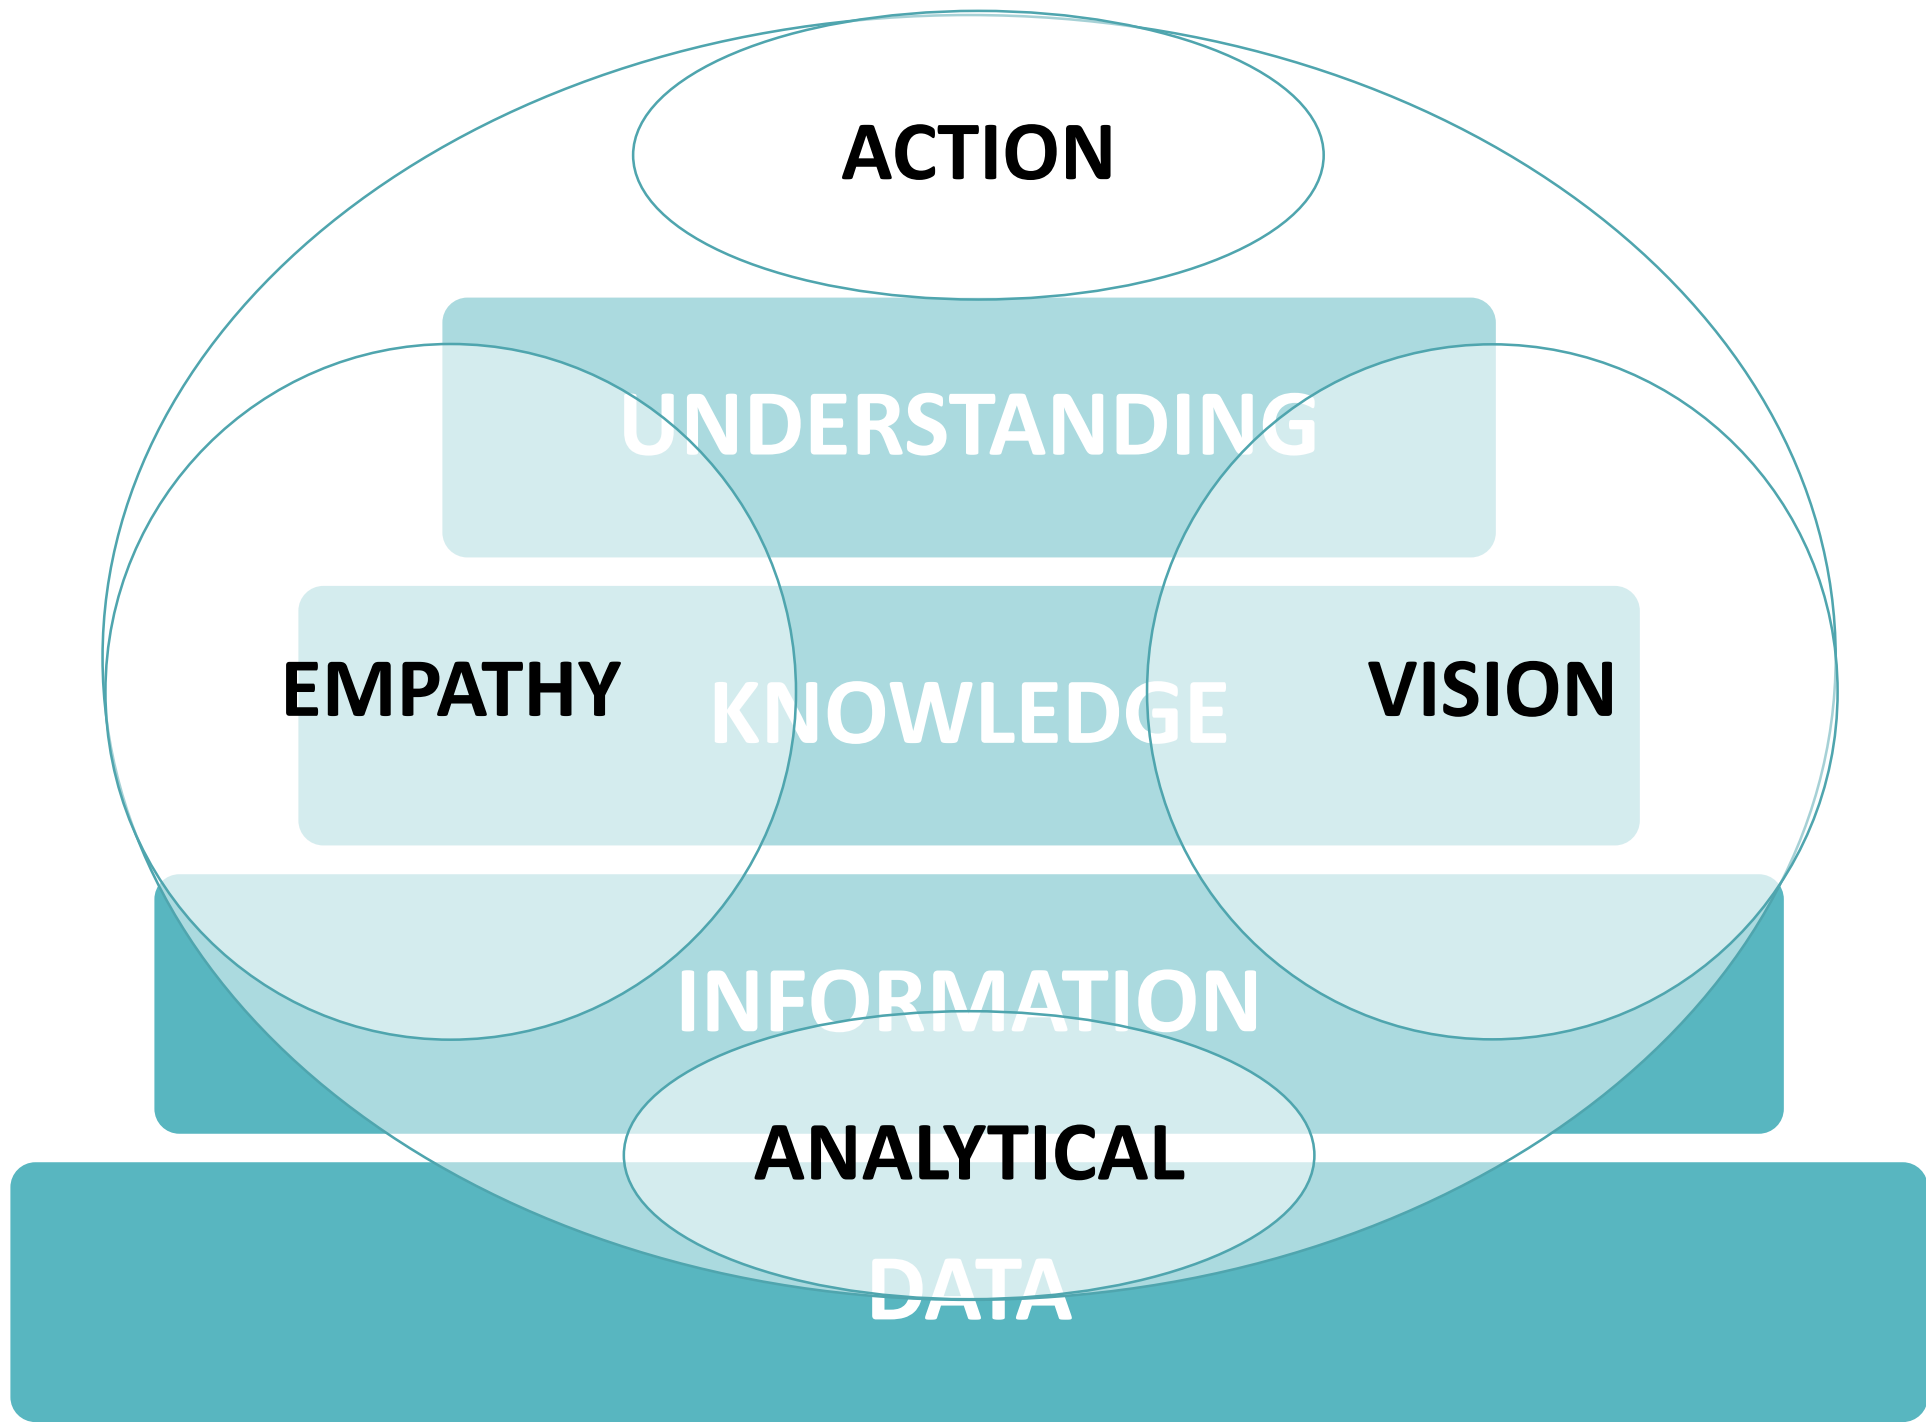 ACTION
UNDERSTANDING
EMPATHY
KNOWLEDGE
VISION
INFORMATION
ANALYTICAL
DATA